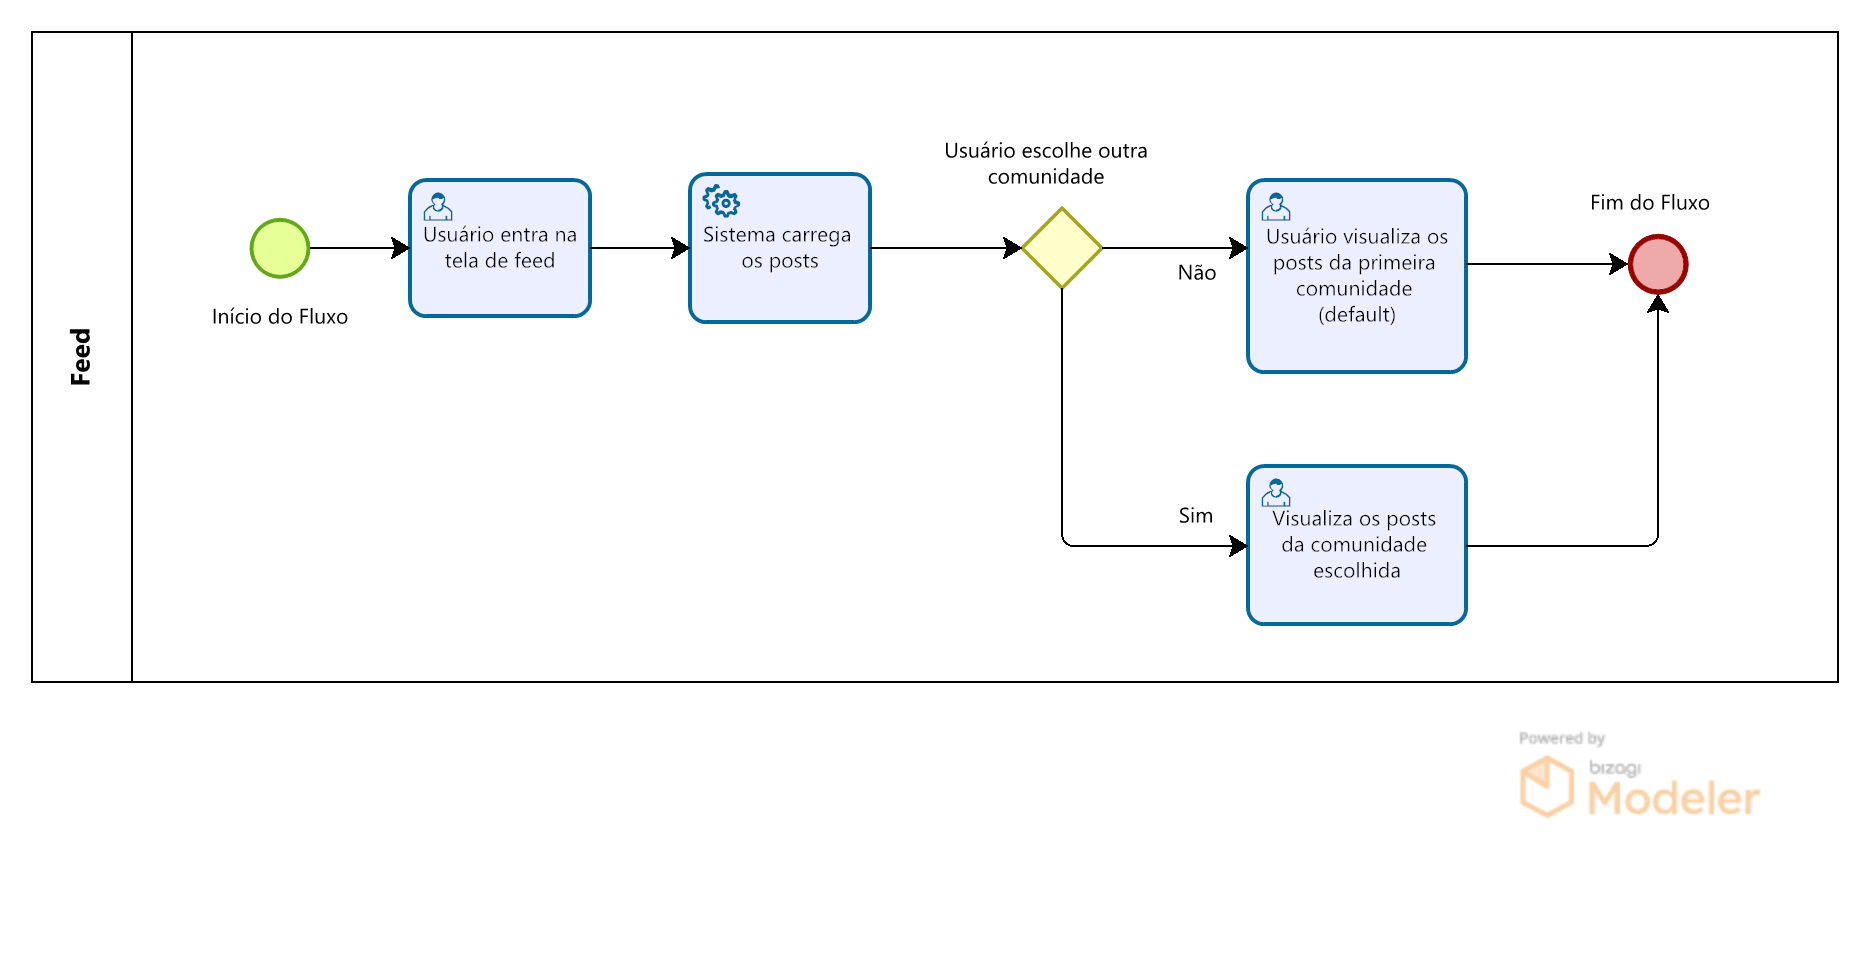 Feed
Início do Fluxo
Usuário entra na
tela de feed
Sistema carrega
os posts
Usuário escolhe outra
comunidade
Não
Usuário visualiza os
posts da primeira
comunidade
(default)
Fim do Fluxo
Sim
Visualiza os posts
da comunidade
escolhida
Powered by
bizagi
Modeler